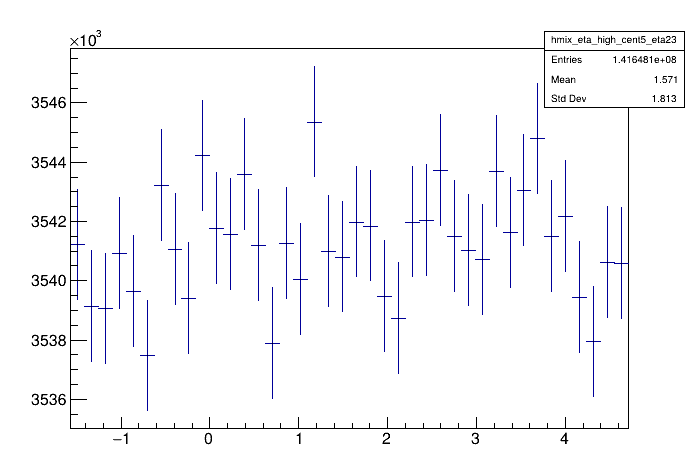 ×10³
hmix_eta_high_cent5_eta23
Entries 1.416481e+08
Mean 1.571
Std Dev 1.813
3546
3544
3542
3540
3538
3536
−1 0 1 2 3 4